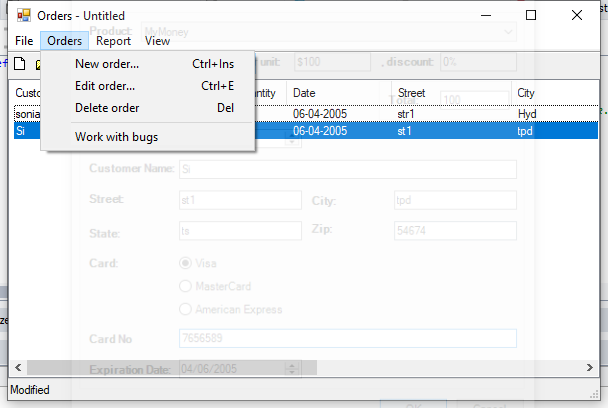 Orders - Untitled
Product: MyMoney
File Orders Report View
New order... Ctrl+Ins
unit: $100 , discount: 0%
Edit order... Ctrl+E
Custo ntity Date Street City
Total: 100
Delete order Del
sonia 06-04-2005 str1 Hyd
Si 06-04-2005 st1 tpd
Work with bugs
Customer Name: Si
Street: st1 City: tpd
State: ts Zip: 54674
Card: Visa
MasterCard
American Express
Card No 7656589
Expiration Date: 04/06/2005
Modified